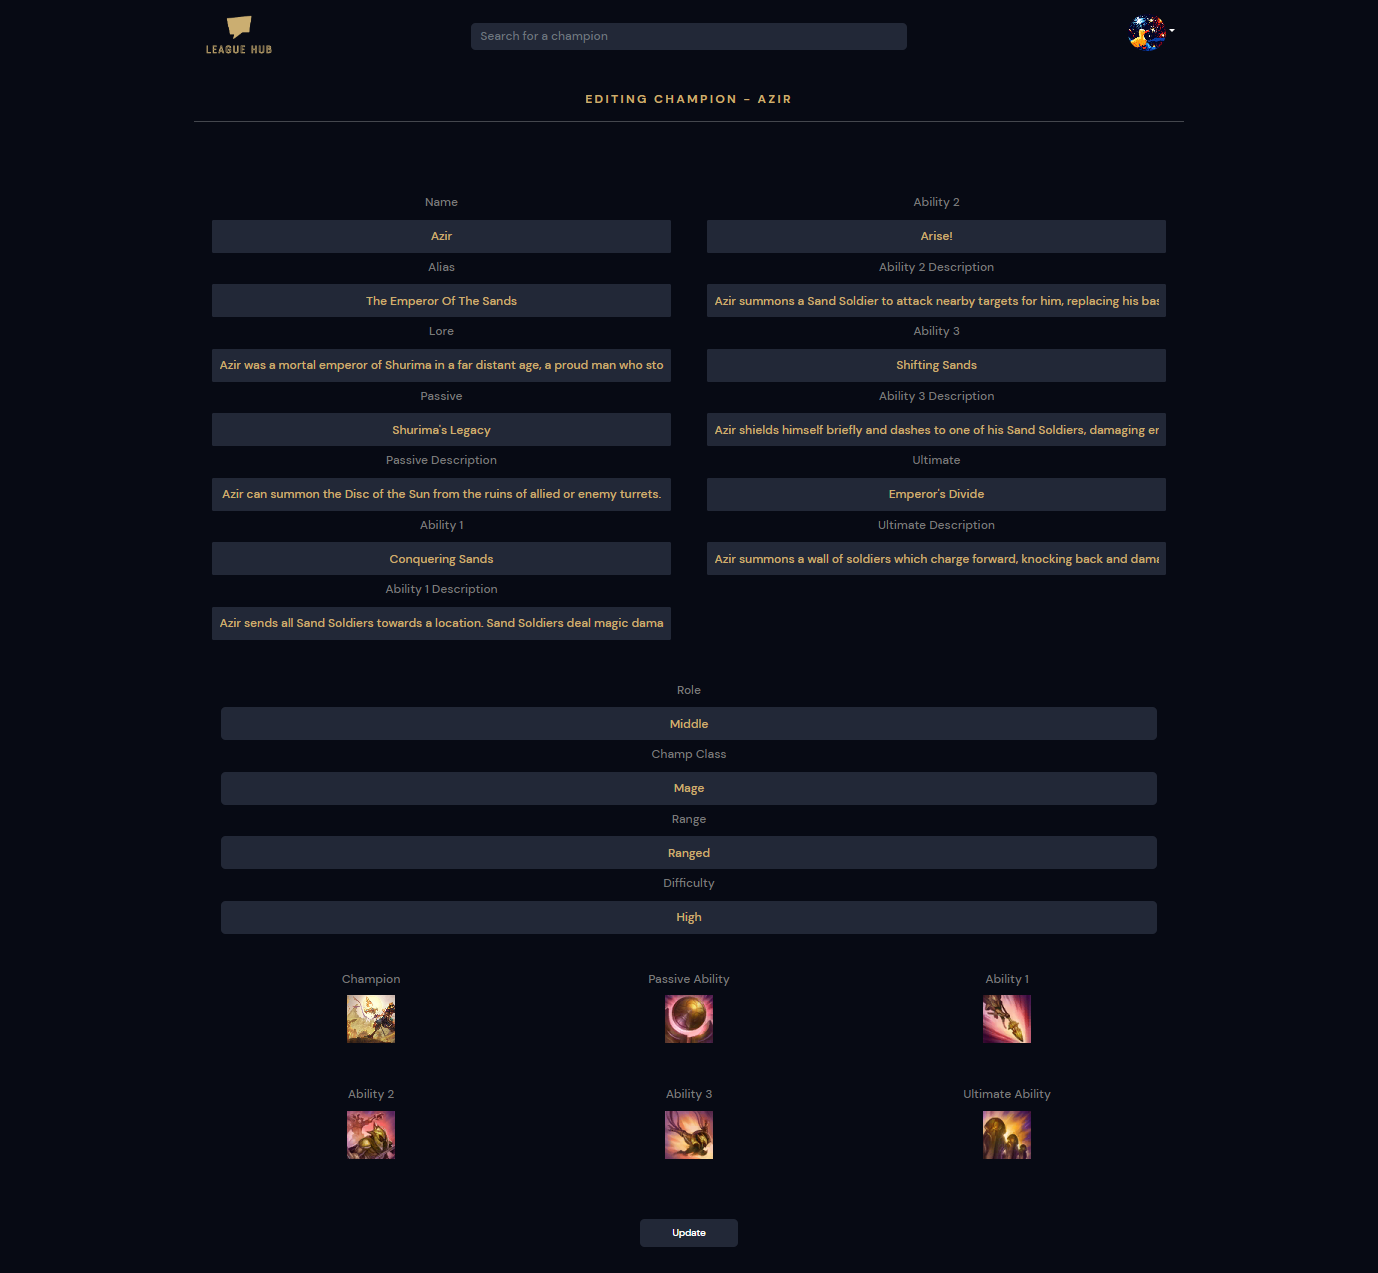 LEAGUE HUB
Search for a champion
EDITING CHAMPION - AZIR
Name
Azir
Alias
The Emperor Of The Sands
Lore
Azir was a mortal emperor of Shurima in a far distant age, a proud man who sto
Passive
Shurima's Legacy
Passive Description
Azir can summon the Disc of the Sun from the ruins of allied or enemy turrets.
Ability 1
Conquering Sands
Ability 1 Description
Azir sends all Sand Soldiers towards a location. Sand Soldiers deal magic dama
Ability 2
Arise!
Ability 2 Description
Azir summons a Sand Soldier to attack nearby targets for him, replacing his bas
Ability 3
Shifting Sands
Ability 3 Description
Azir shields himself briefly and dashes to one of his Sand Soldiers, damaging er
Ultimate
Emperor's Divide
Ultimate Description
Azir summons a wall of soldiers which charge forward, knocking back and dama
Role
Middle
Champ Class
Mage
Range
Ranged
Difficulty
High
Champion
Passive Ability
Ability 1
Ability 2
Ability 3
Ultimate Ability
Update